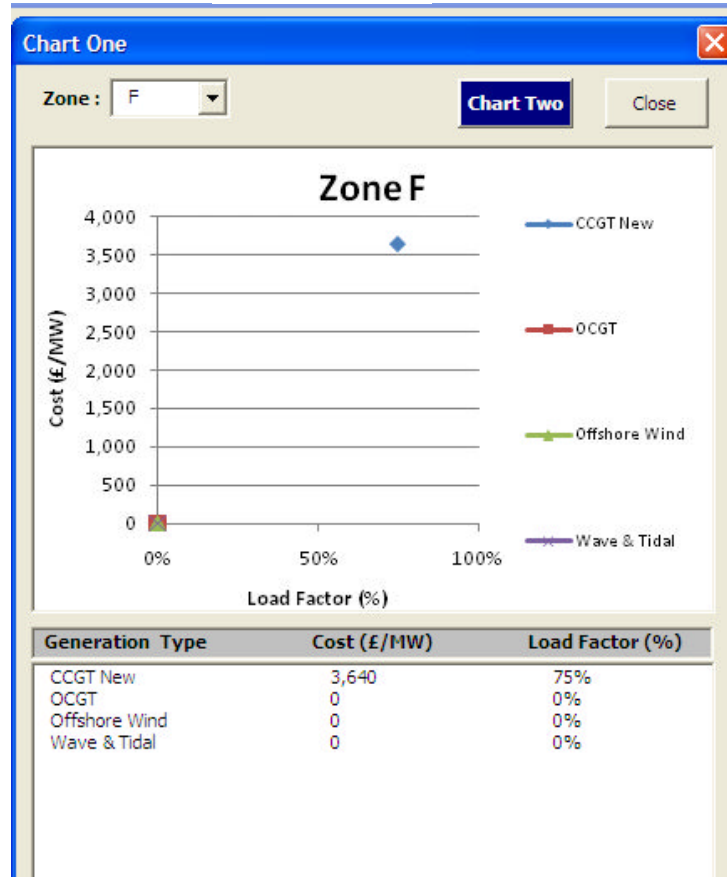 Chart One
Zone : F
Chart Two
Close
Zone F
4,000
3,500
3,000
2,500
2,000
1,500
1,000
500
0
Cost (£/MW)
0% 50% 100%
Load Factor (%)
CCGT New
OCGT
Offshore Wind
Wave & Tidal
Generation Type Cost (£/MW) Load Factor (%)
CCGT New 3,640 75%
OCGT 0 0%
Offshore Wind 0 0%
Wave & Tidal 0 0%